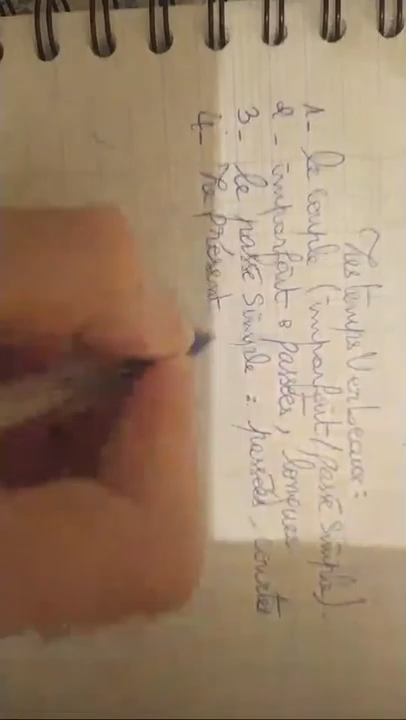 Les temps Verbeaux:
1- le couple (imparfait/passé simple).
2- imparfait : passées, longues
3- le passé simple : passées, courtes
4- Le présent